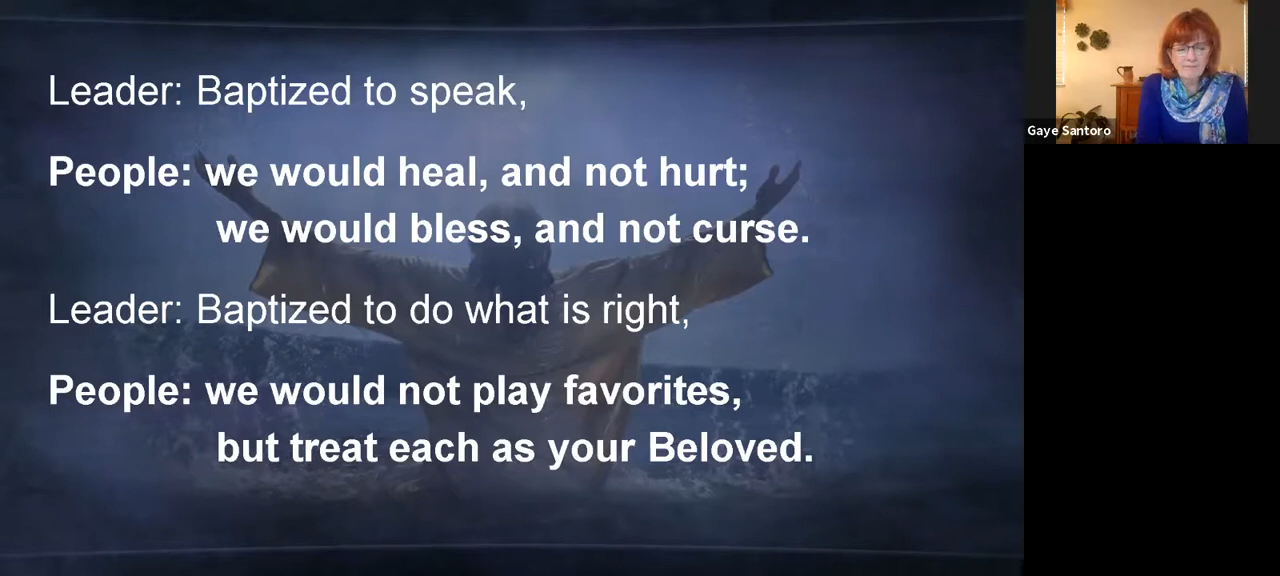 Leader: Baptized to speak,
People: we would heal, and not hurt;
we would bless, and not curse.
Leader: Baptized to do what is right,
People: we would not play favorites,
but treat each as your Beloved.
Gaye Santoro